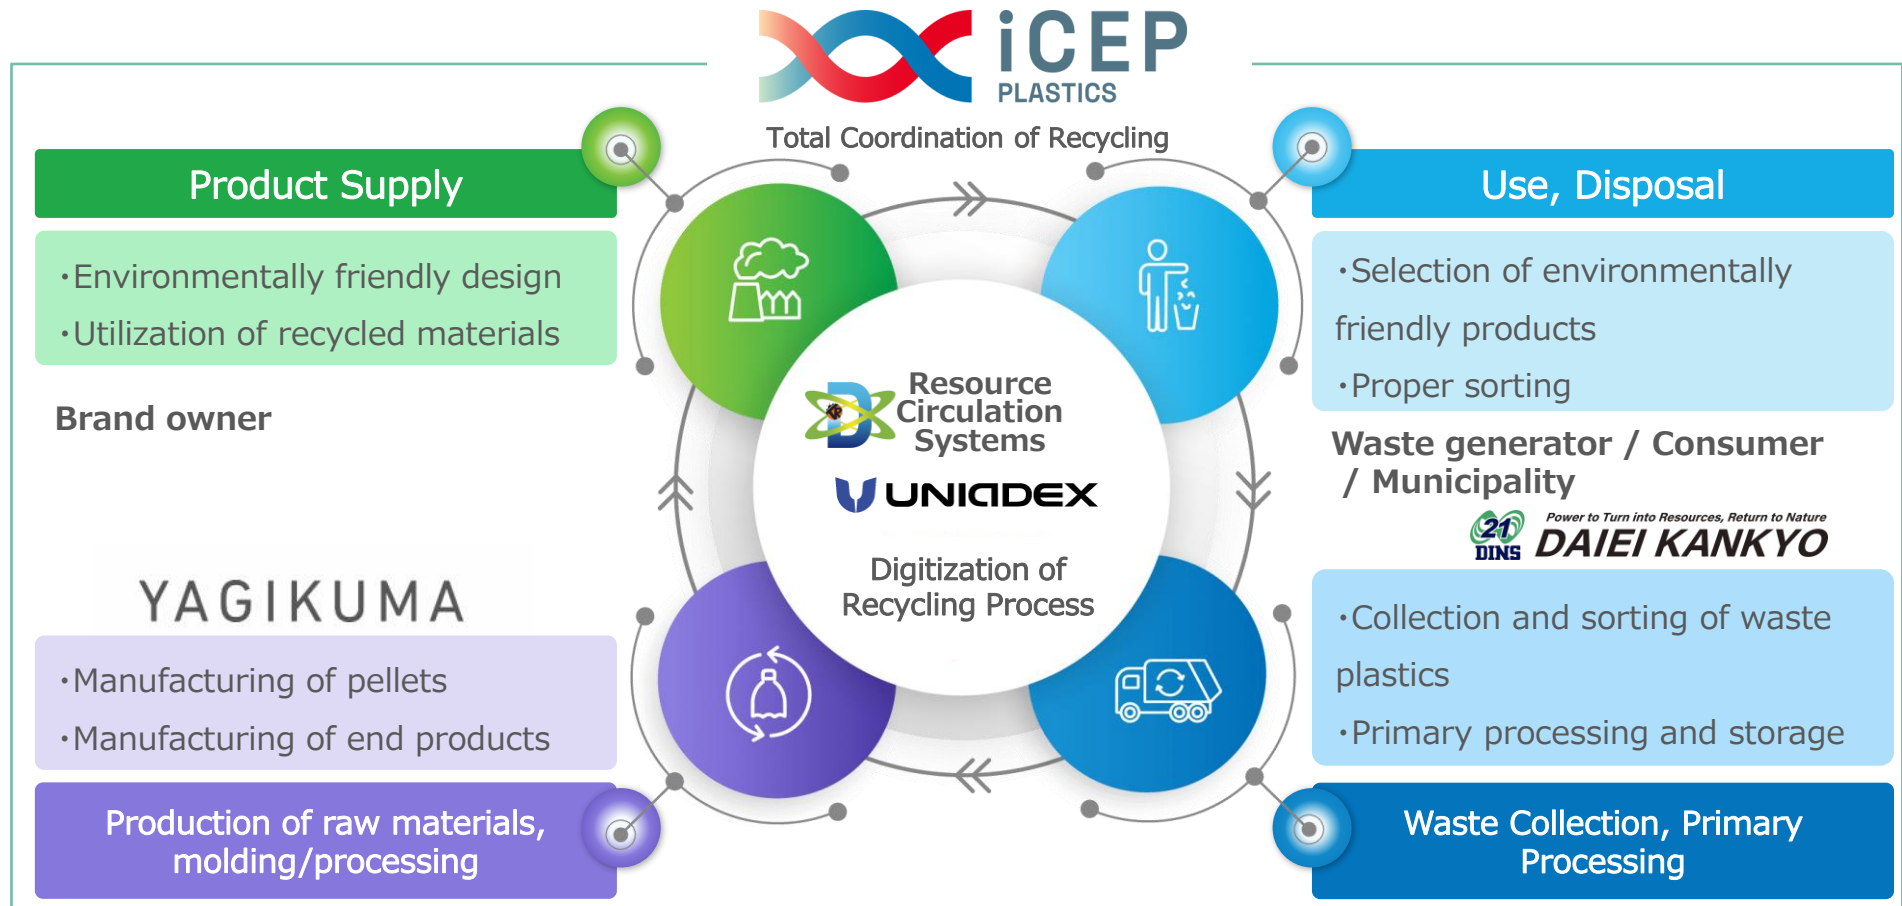 iCEP
PLASTICS
Total Coordination of Recycling
Product Supply
・Environmentally friendly design
・Utilization of recycled materials
Brand owner
Use, Disposal
・Selection of environmentally
friendly products
・Proper sorting
Waste generator / Consumer
/ Municipality
Resource
Circulation
Systems
UNIADEX
Digitization of
Recycling Process
21
DINS
Power to Turn into Resources, Return to Nature
DAIEI KANKYO
・Collection and sorting of waste
plastics
・Primary processing and storage
Waste Collection, Primary
Processing
YAGIKUMA
・Manufacturing of pellets
・Manufacturing of end products
Production of raw materials,
molding/processing